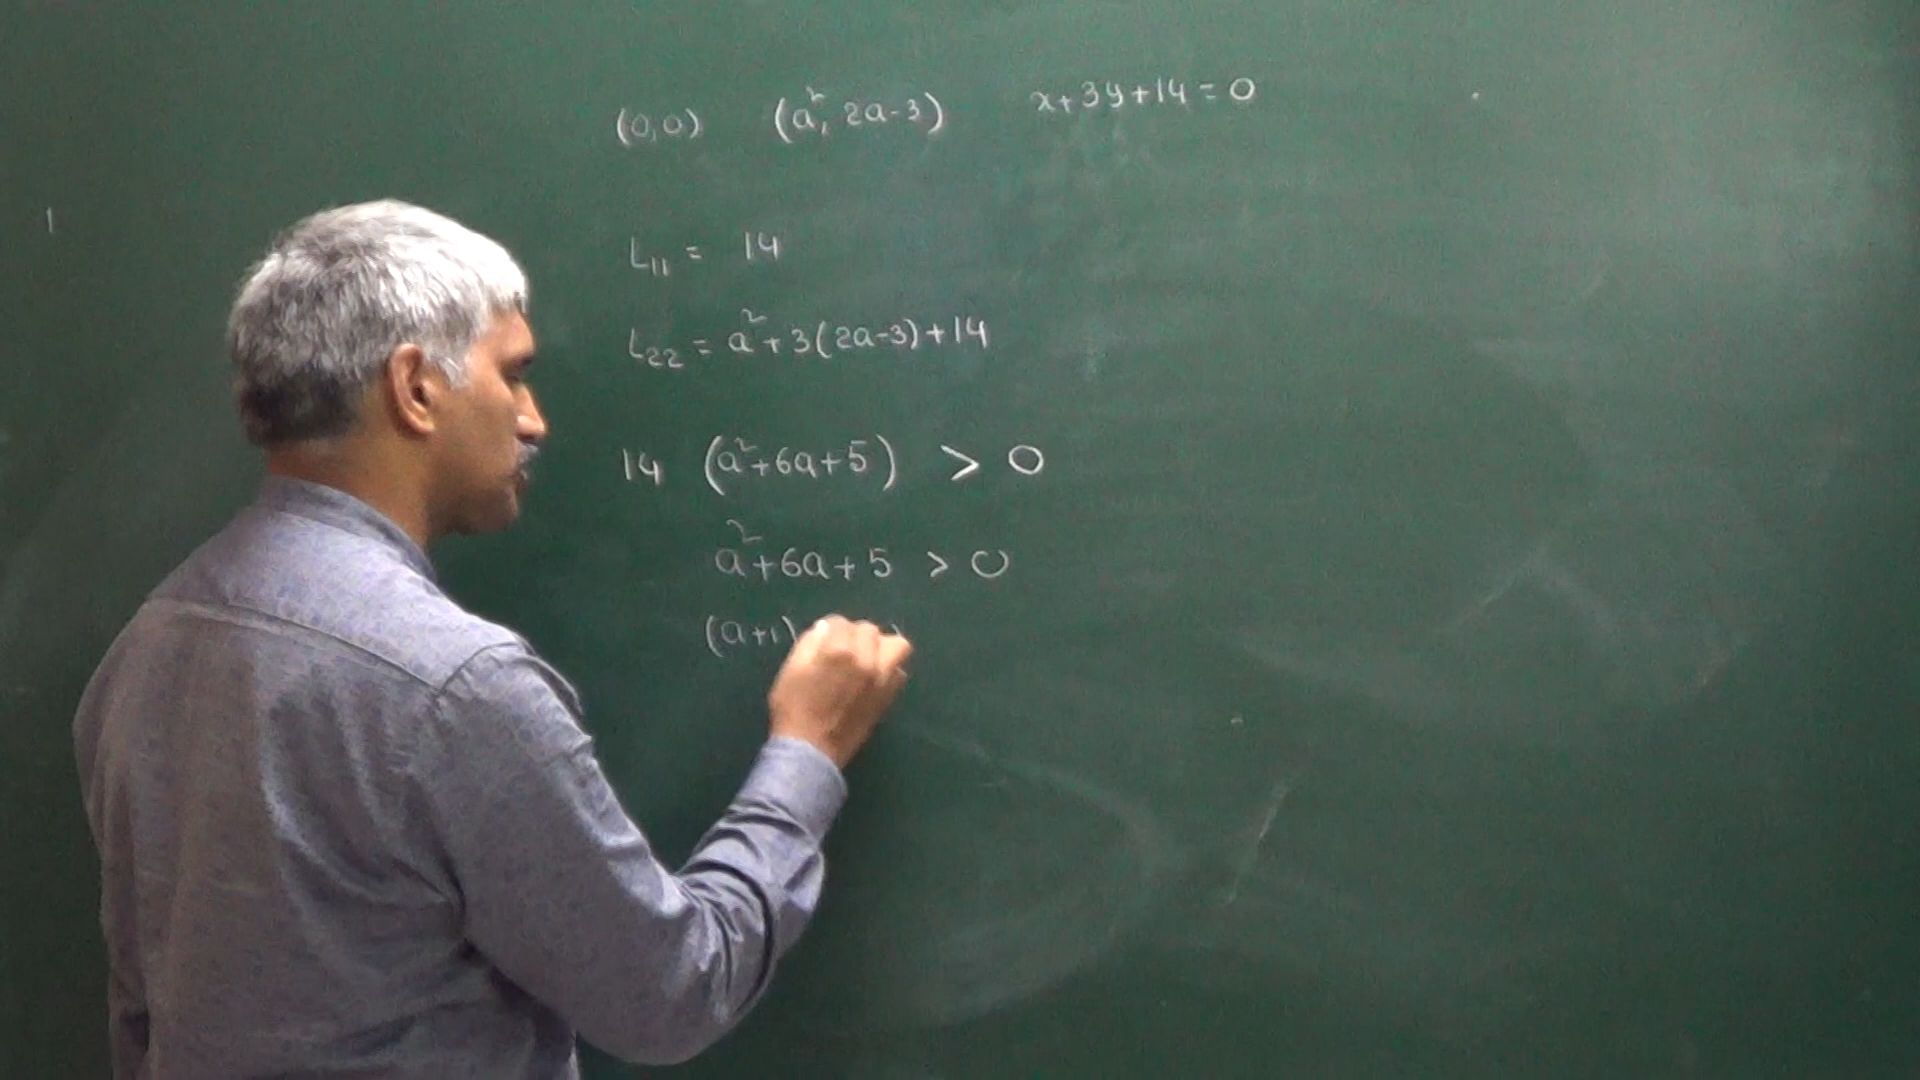 (0,0) (a², 2a-3) x+3y+14=0
L₁₁ = 14
L₂₂ = a²+3(2a-3)+14
14 (a²+6a+5) > 0
a²+6a+5 > 0
(a+1)